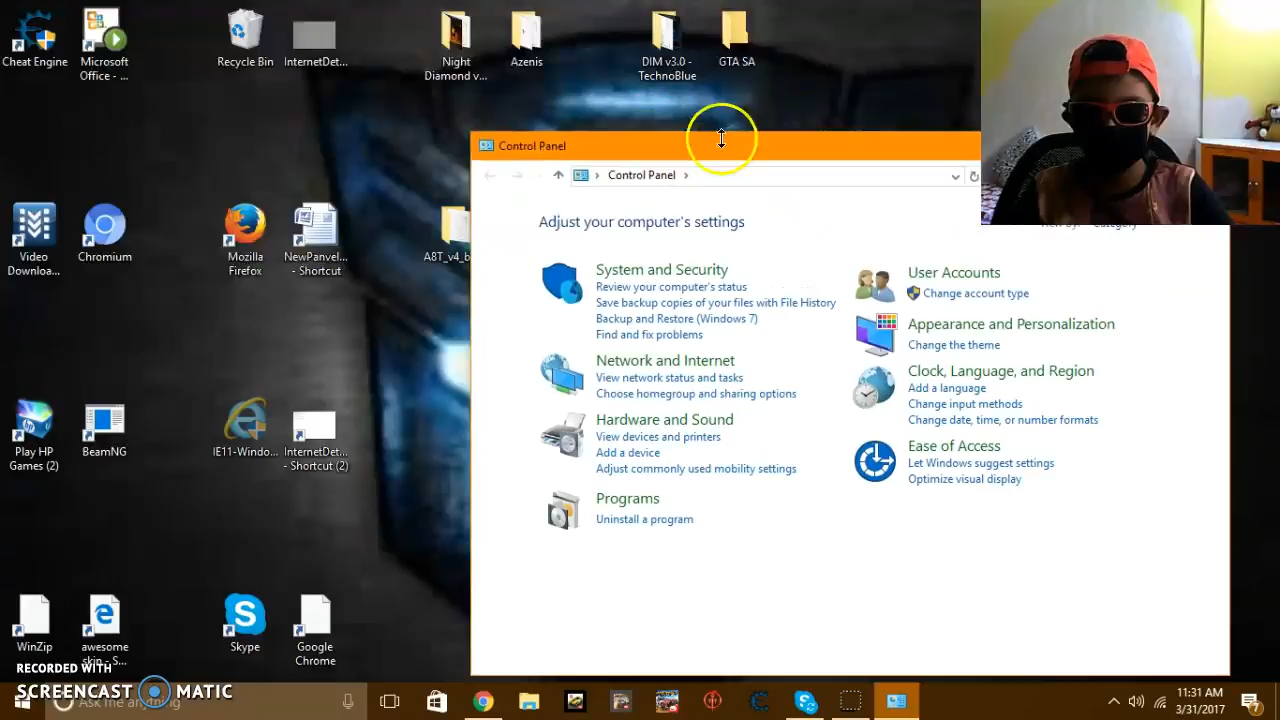 Cheat Engine
Microsoft
Office - ...
Recycle Bin
InternetDet...
Night
Diamond v...
Azenis
DIM v3.0 -
TechnoBlue
GTA SA
Control Panel
Control Panel
Adjust your computer's settings
Category
Video
Downloa...
Chromium
Mozilla
Firefox
NewPanvel...
- Shortcut
A8T_v4_b
System and Security
Review your computer's status
Save backup copies of your files with File History
Backup and Restore (Windows 7)
Find and fix problems
Network and Internet
View network status and tasks
Choose homegroup and sharing options
Hardware and Sound
View devices and printers
Add a device
Adjust commonly used mobility settings
Programs
Uninstall a program
User Accounts
Change account type
Appearance and Personalization
Change the theme
Clock, Language, and Region
Add a language
Change input methods
Change date, time, or number formats
Ease of Access
Let Windows suggest settings
Optimize visual display
Play HP
Games (2)
BeamNG
IE11-Windo...
InternetDet...
- Shortcut (2)
WinZip
awesome
skin - S...
Skype
Google
Chrome
RECORDED WITH
SCREENCAST MATIC
Ask me anything
11:31 AM
3/31/2017
7